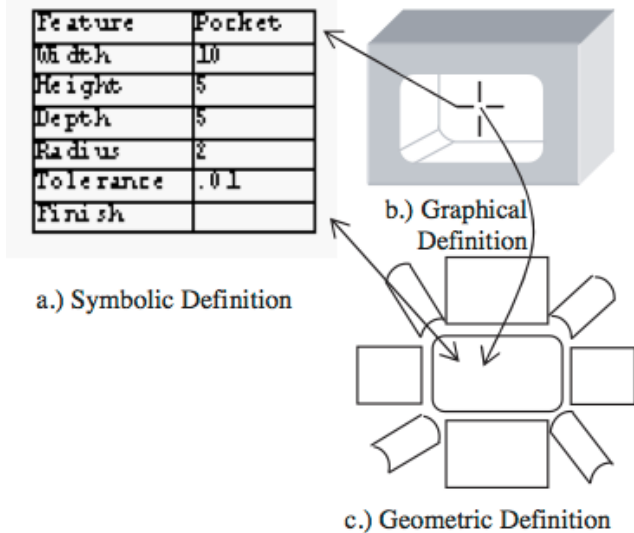 Feature Pocket
Width 10
Height 5
Depth 5
Radius 2
Tolerance .01
Finish
a.) Symbolic Definition
b.) Graphical
Definition
c.) Geometric Definition